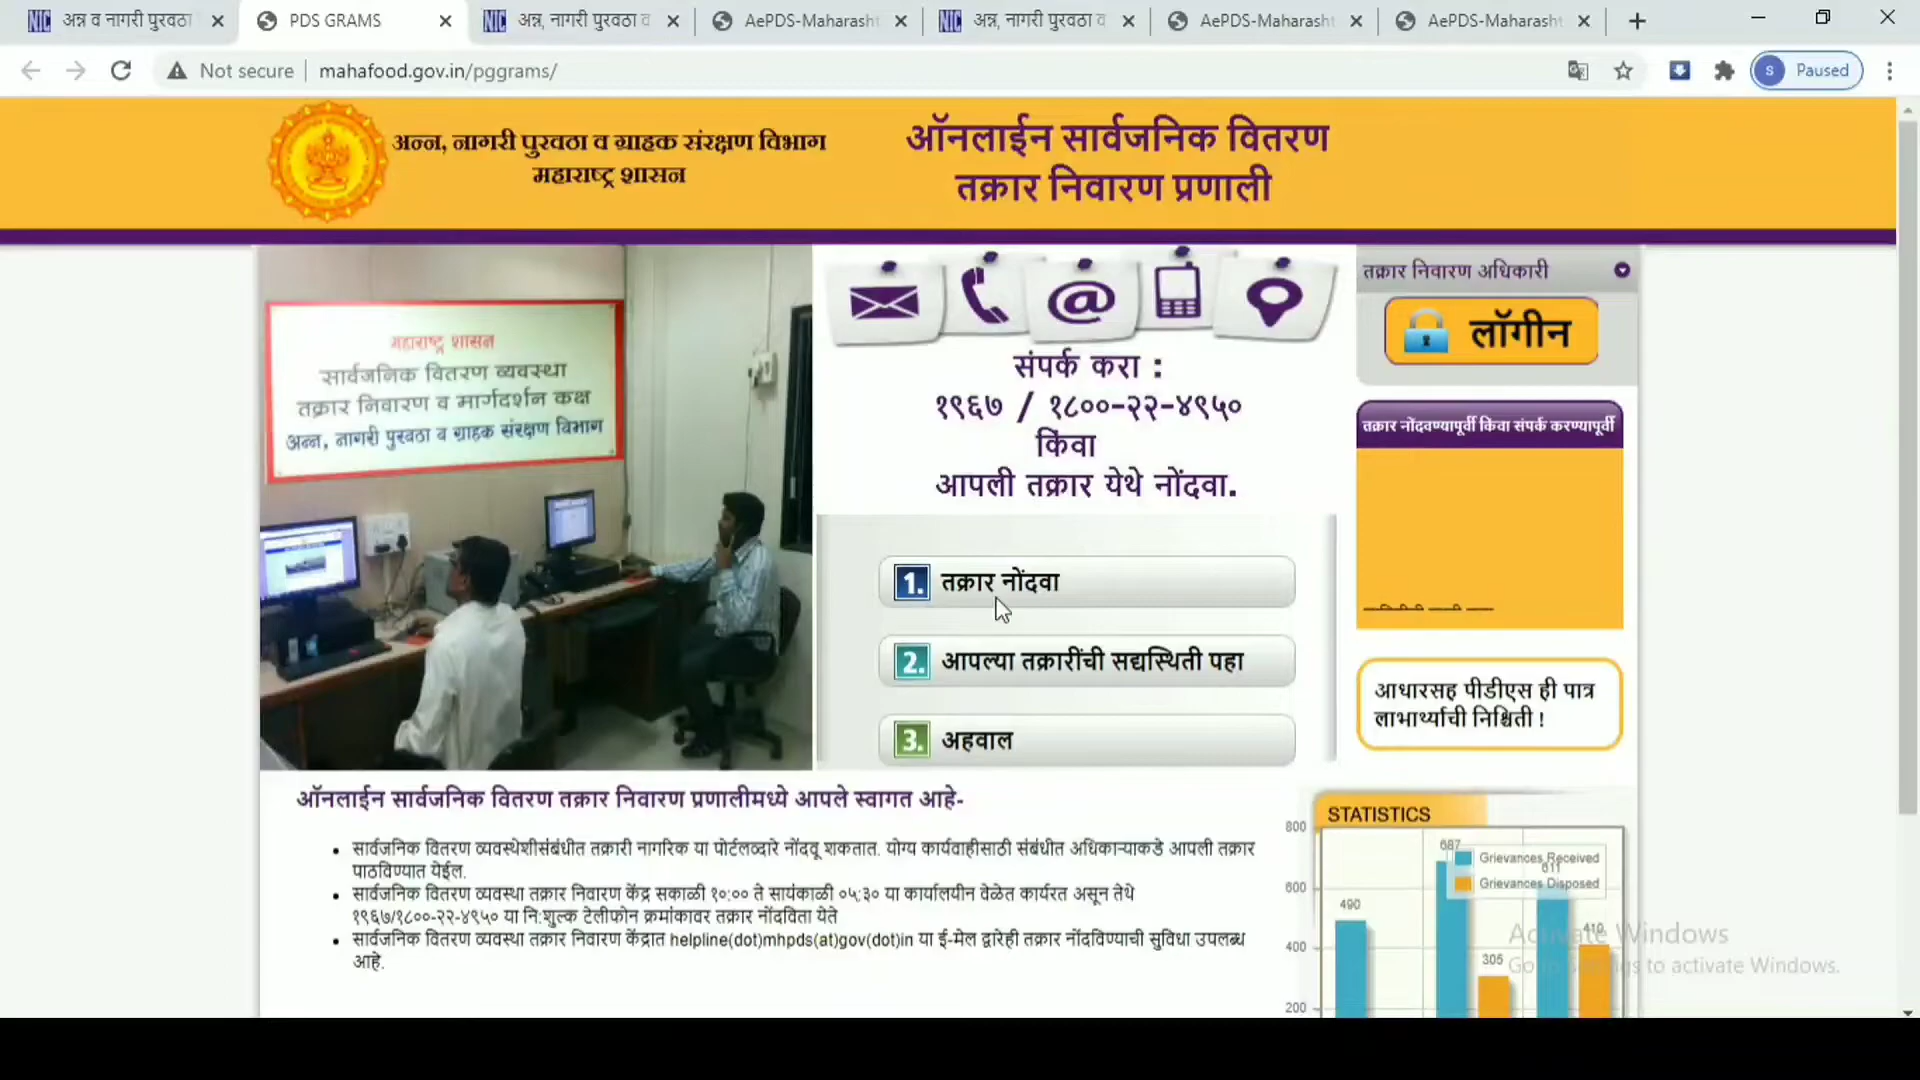 अन्न व नागरी पुरवठा
PDS GRAMS
अन्न, नागरी पुरवठा व
AePDS-Maharasht
अन्न, नागरी पुरवठा व
AePDS-Maharasht
AePDS-Maharasht
Not secure
mahafood.gov.in/pggrams/
S
Paused
अन्न, नागरी पुरवठा व ग्राहक संरक्षण विभाग
महाराष्ट्र शासन
ऑनलाईन सार्वजनिक वितरण
तक्रार निवारण प्रणाली
महाराष्ट्र शासन
सार्वजनिक वितरण व्यवस्था
तक्रार निवारण व मार्गदर्शन कक्ष
अन्न, नागरी पुरवठा व ग्राहक संरक्षण विभाग
संपर्क करा :
१९६७ / १८००-२२-४९५०
किंवा
आपली तक्रार येथे नोंदवा.
1. तक्रार नोंदवा
2. आपल्या तक्रारींची सद्यस्थिती पहा
3. अहवाल
तक्रार निवारण अधिकारी
लॉगीन
तक्रार नोंदवण्यापूर्वी किंवा संपर्क करण्यापूर्वी
आधारसह पीडीएस ही पात्र
लाभार्थ्याची निश्चिती !
ऑनलाईन सार्वजनिक वितरण तक्रार निवारण प्रणालीमध्ये आपले स्वागत आहे-
सार्वजनिक वितरण व्यवस्थेशीसंबंधीत तक्रारी नागरिक या पोर्टलव्दारे नोंदवू शकतात. योग्य कार्यवाहीसाठी संबंधीत अधिकाऱ्याकडे आपली तक्रार
पाठविण्यात येईल.
सार्वजनिक वितरण व्यवस्था तक्रार निवारण केंद्र सकाळी १०:०० ते सायंकाळी ०५:३० या कार्यालयीन वेळेत कार्यरत असून तेथे
१९६७/१८००-२२-४९५० या नि:शुल्क टेलीफोन क्रमांकावर तक्रार नोंदविता येते
सार्वजनिक वितरण व्यवस्था तक्रार निवारण केंद्रात helpline(dot)mhpds(at)gov(dot)in या ई-मेल द्वारेही तक्रार नोंदविण्याची सुविधा उपलब्ध
आहे.
STATISTICS
800
687
Grievances Received
611
600
Grievances Disposed
490
410
400
305
200
Activate Windows
Go to Settings to activate Windows.